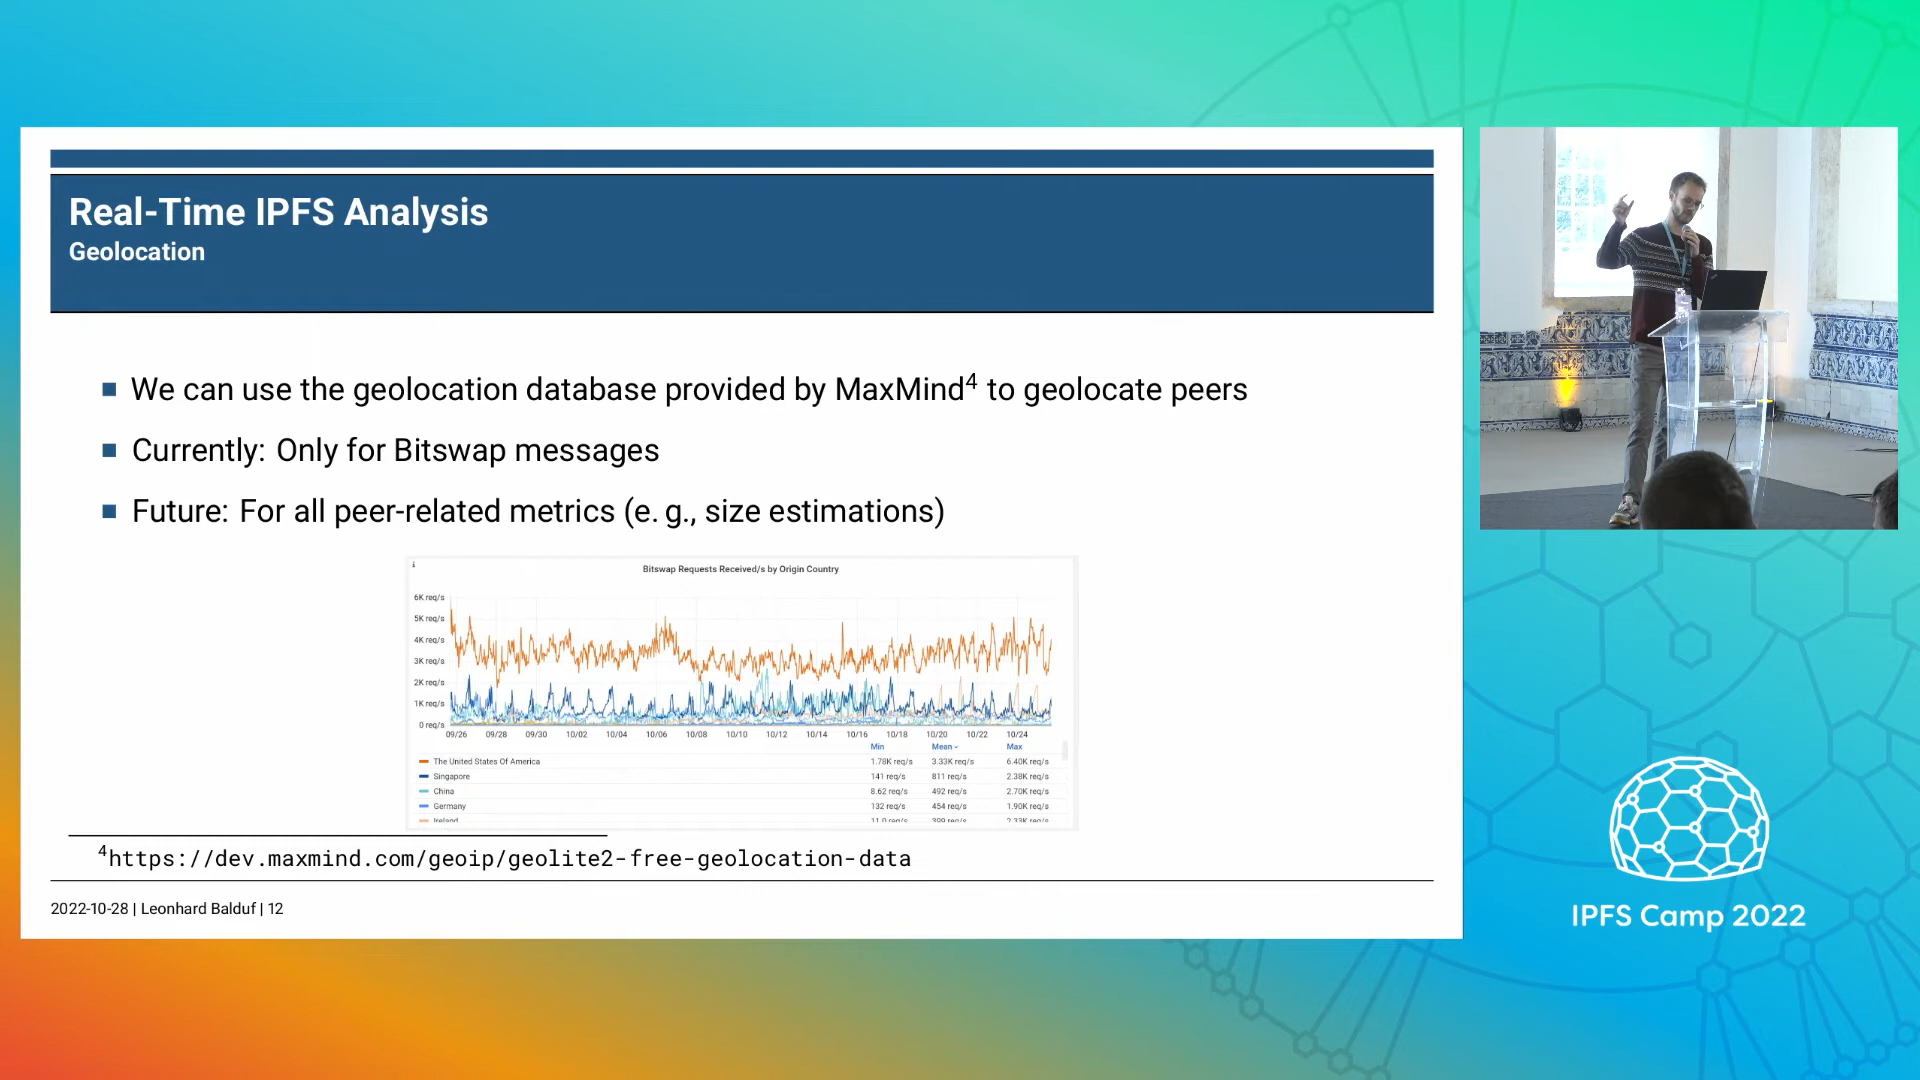 Real-Time IPFS Analysis
Geolocation
We can use the geolocation database provided by MaxMind4 to geolocate peers
Currently: Only for Bitswap messages
Future: For all peer-related metrics (e. g., size estimations)
i
Bitswap Requests Received/s by Origin Country
6K req/s
5K req/s
4K req/s
3K req/s
2K req/s
1K req/s
0 req/s
09/26 09/28 09/30 10/02 10/04 10/06 10/08 10/10 10/12 10/14 10/16 10/18 10/20 10/22 10/24
Min Mean Max
The United States Of America 1.78K req/s 3.33K req/s 6.40K req/s
Singapore 141 req/s 811 req/s 2.38K req/s
China 8.62 req/s 492 req/s 2.70K req/s
Germany 132 req/s 454 req/s 1.90K req/s
Ireland 11.0 req/s 399 req/s 2.33K req/s
4https://dev.maxmind.com/geoip/geolite2-free-geolocation-data
2022-10-28 | Leonhard Balduf | 12
IPFS Camp 2022